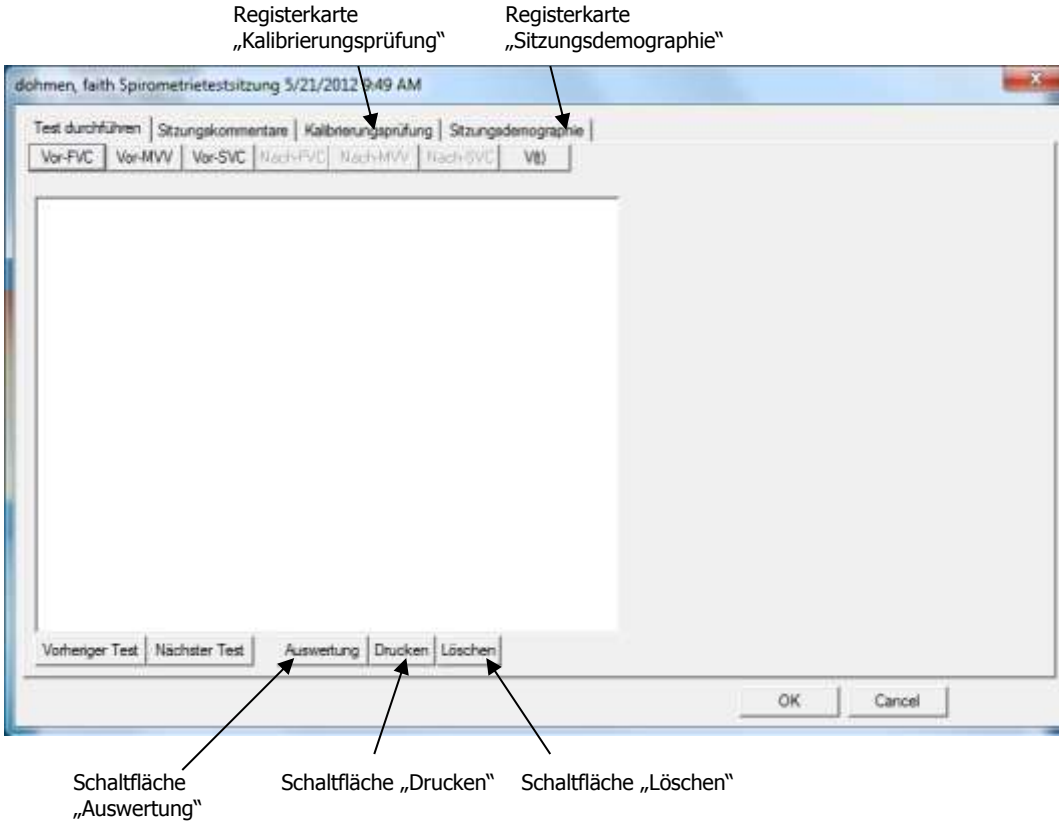 Registerkarte
„Kalibrierungsprüfung“
Registerkarte
„Sitzungsdemographie“
dohmen, faith Spirometrietestsitzung 5/21/2012 9:49 AM
Test durchführen Sitzungskommentare Kalibrierungsprüfung Sitzungsdemographie
Vor-FVC Vor-MVV Vor-SVC Nach-FVC Nach-MVV Nach-SVC V(t)
Vorheriger Test Nächster Test Auswertung Drucken Löschen
OK Cancel
Schaltfläche
„Auswertung“
Schaltfläche „Drucken“
Schaltfläche „Löschen“